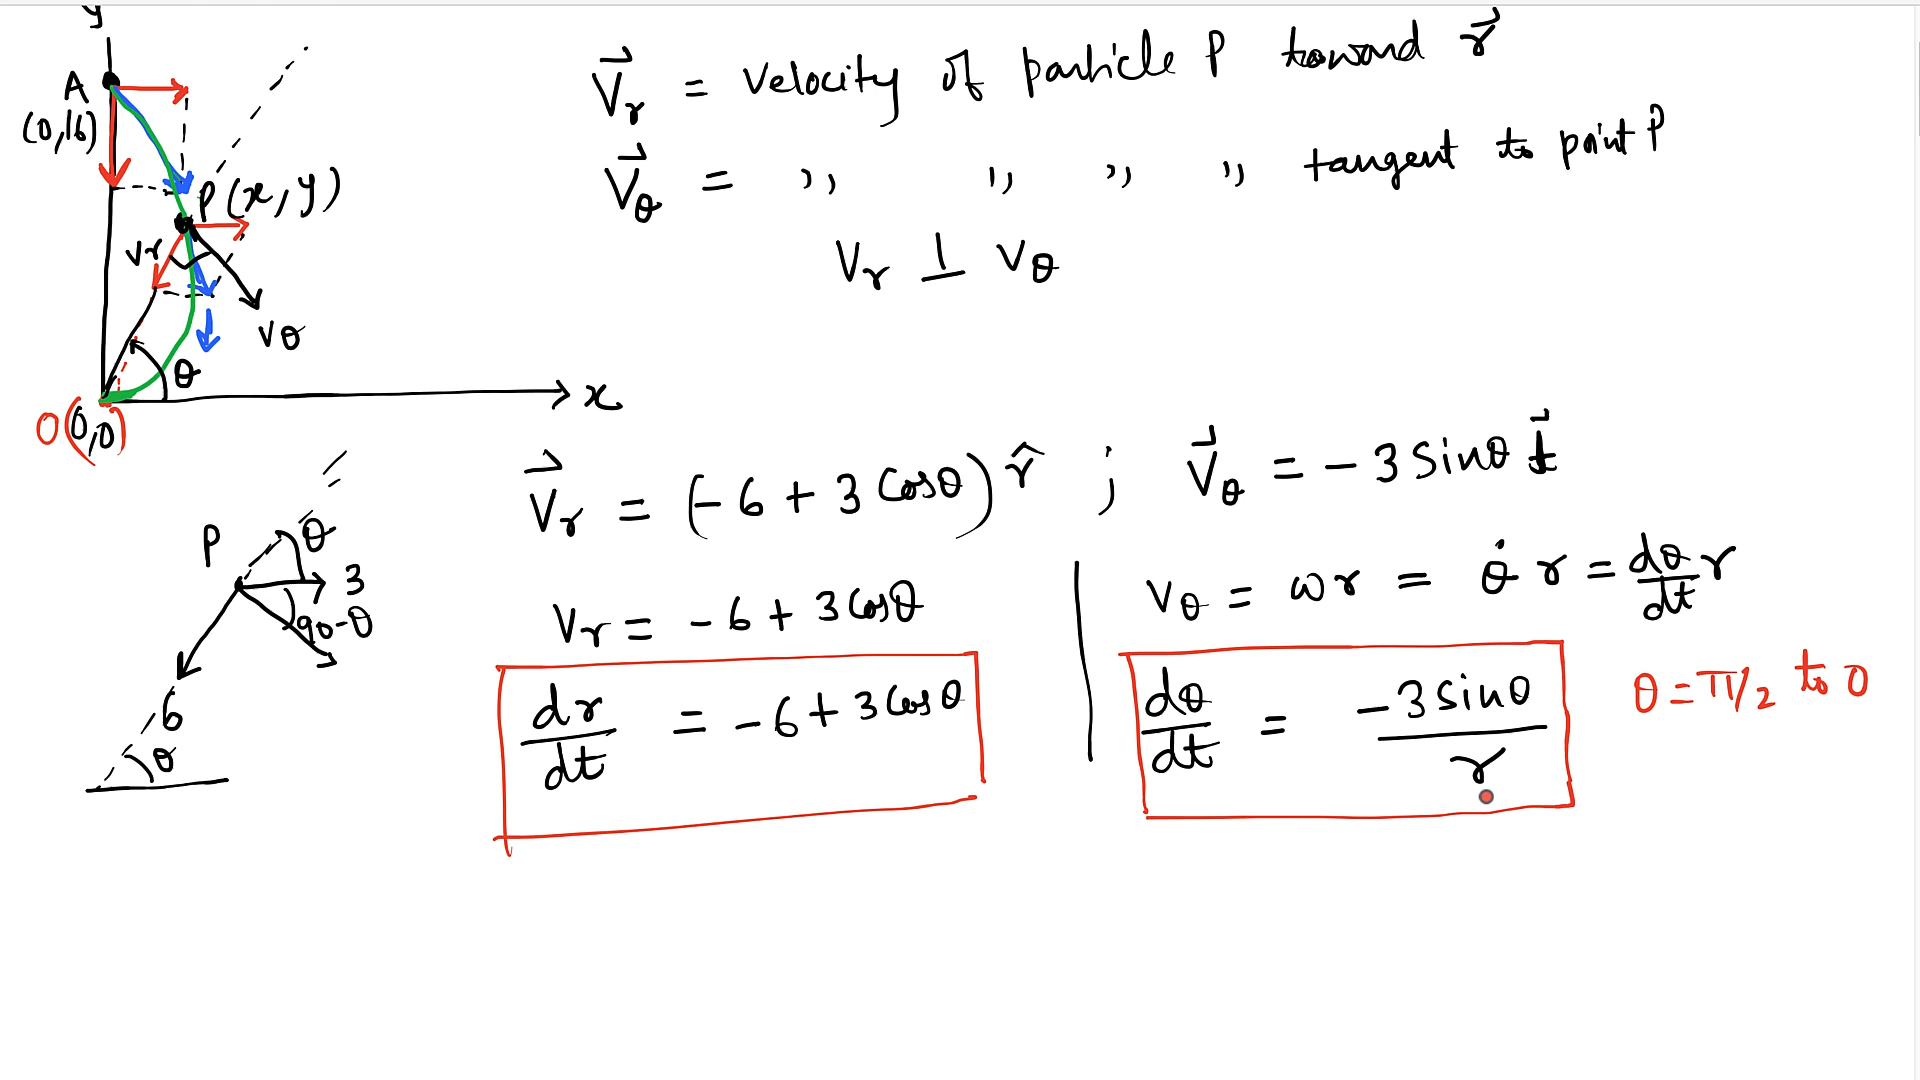 y
A
(0,16)
P(x,y)
Vr
Vθ
θ
x
O(0,0)
V⃗r = Velocity of particle P toward r⃗
V⃗θ = ,, ,, ,, ,, tangent to point P
Vr ⊥ Vθ
V⃗r = (-6 + 3 Cosθ) r̂ ; V⃗θ = -3 Sinθ t̂
P
θ
3
90-θ
6
θ
Vr = -6 + 3 Cosθ
Vθ = ωr = θ̇ r = dθ/dt r
dr/dt = -6 + 3 Cosθ
dθ/dt = -3 sinθ / r
θ = π/2 to 0